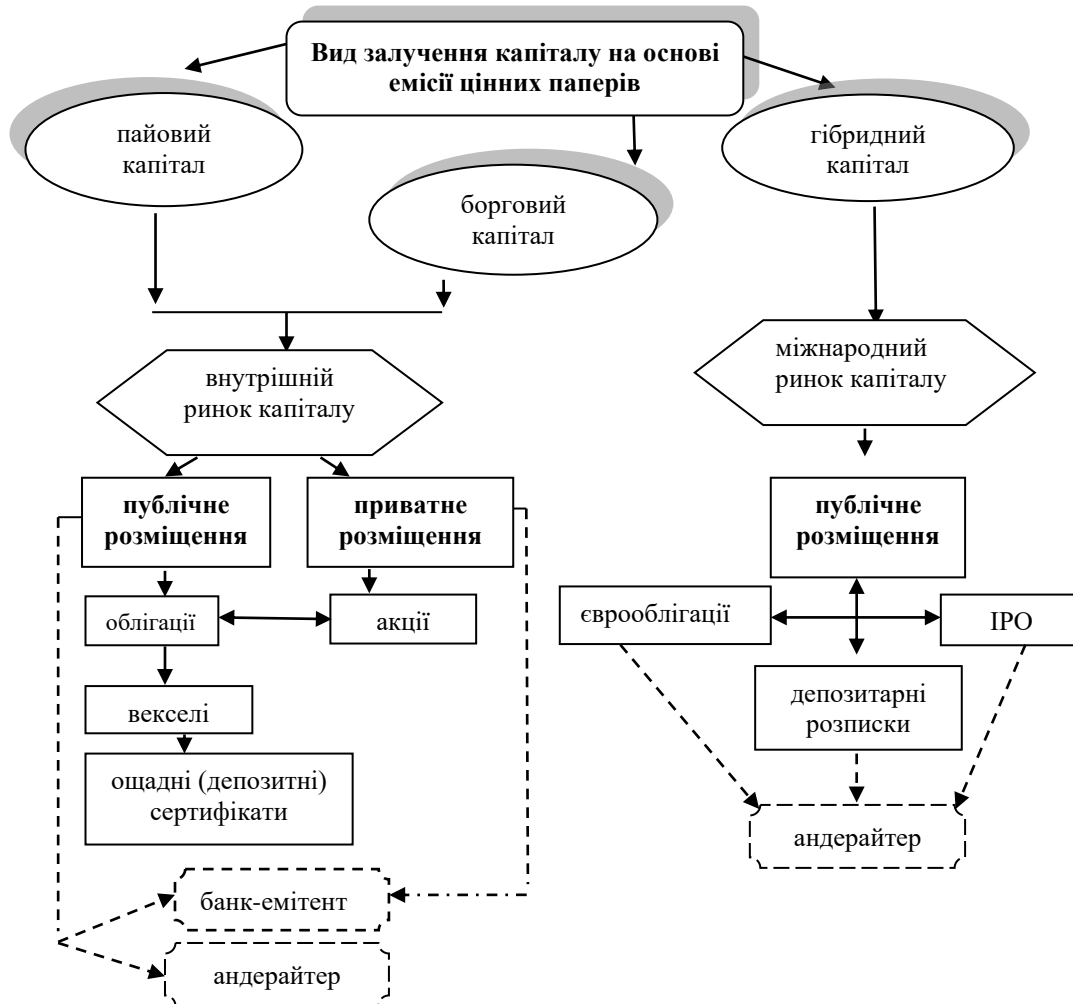 Вид залучення капіталу на основі
емісії цінних паперів
пайовий
капітал
борговий
капітал
гібридний
капітал
внутрішній
ринок капіталу
міжнародний
ринок капіталу
публічне
розміщення
приватне
розміщення
публічне
розміщення
облігації
акції
єврооблігації
IPO
векселі
депозитарні
розписки
ощадні (депозитні)
сертифікати
андерайтер
банк-емітент
андерайтер